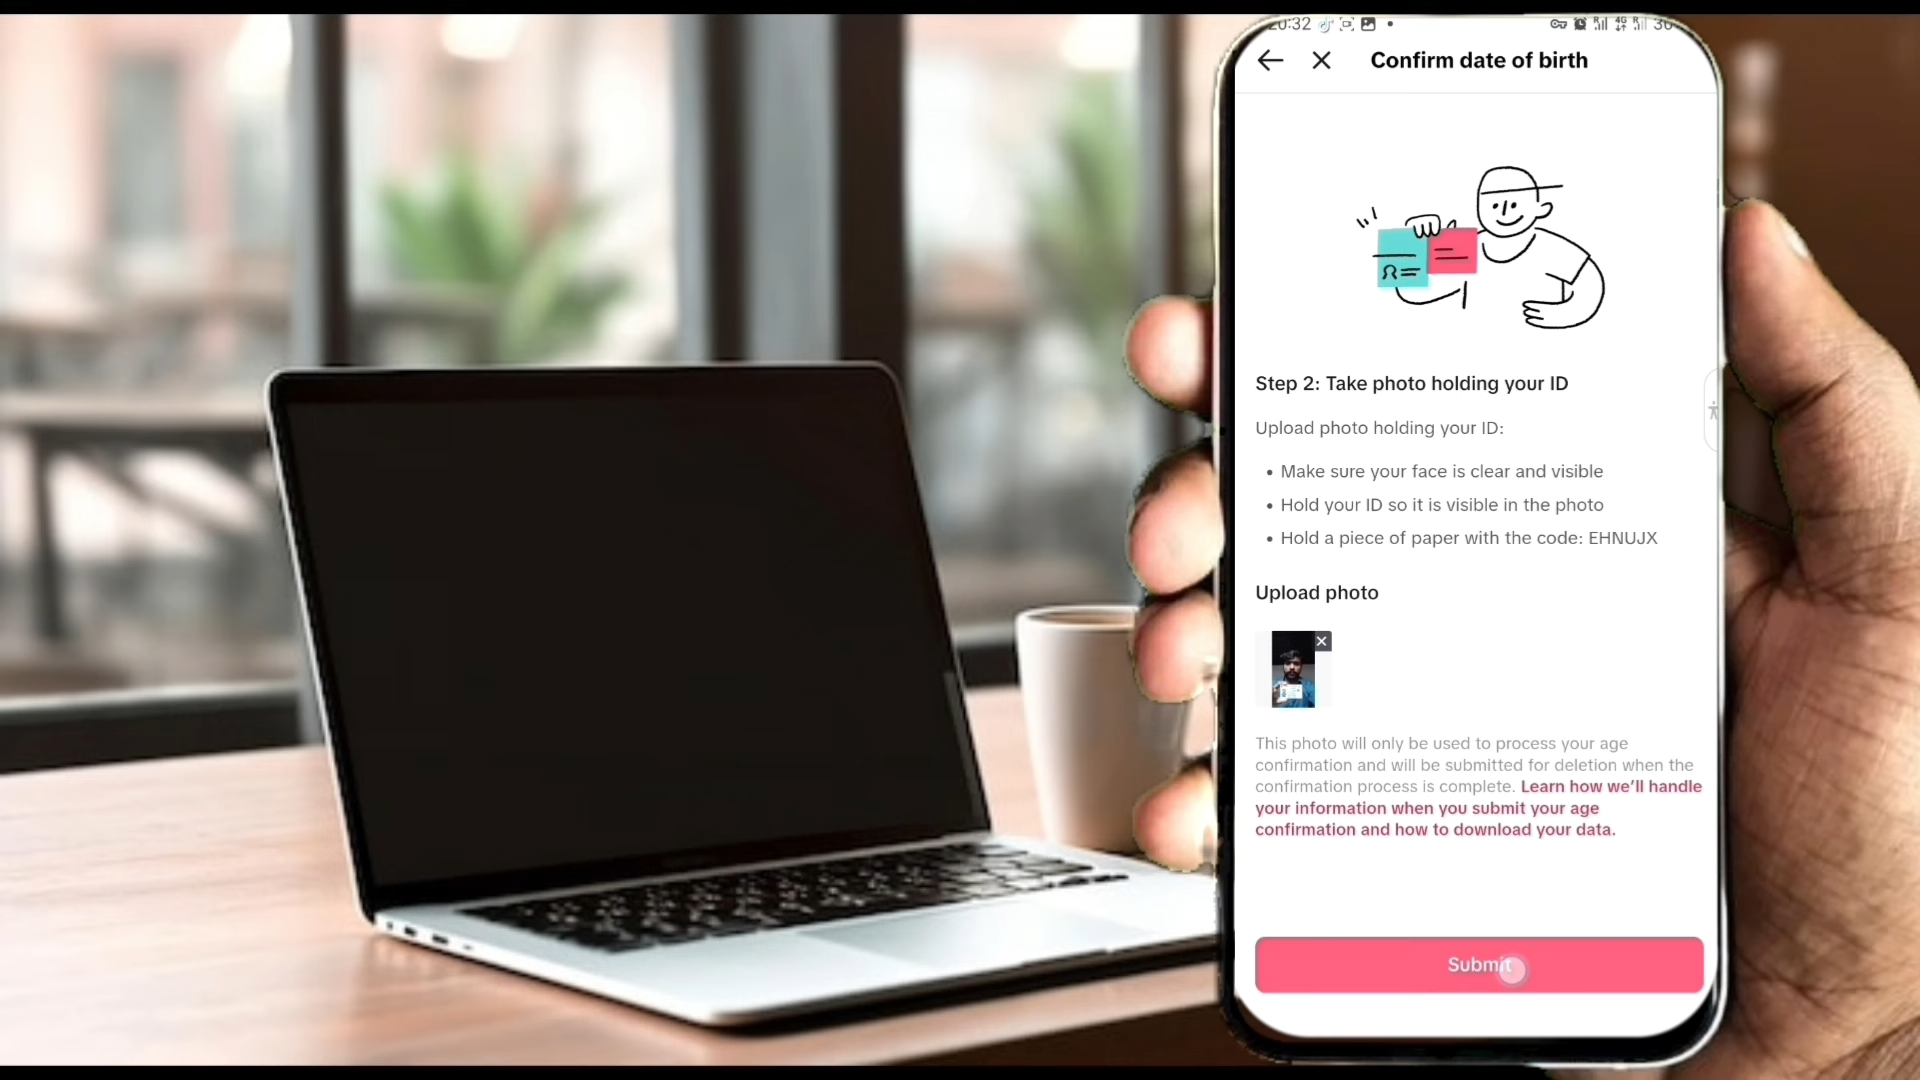 20:32
Confirm date of birth
Step 2: Take photo holding your ID
Upload photo holding your ID:
• Make sure your face is clear and visible
• Hold your ID so it is visible in the photo
• Hold a piece of paper with the code: EHNUJX
Upload photo
This photo will only be used to process your age
confirmation and will be submitted for deletion when the
confirmation process is complete. Learn how we'll handle
your information when you submit your age
confirmation and how to download your data.
Submit